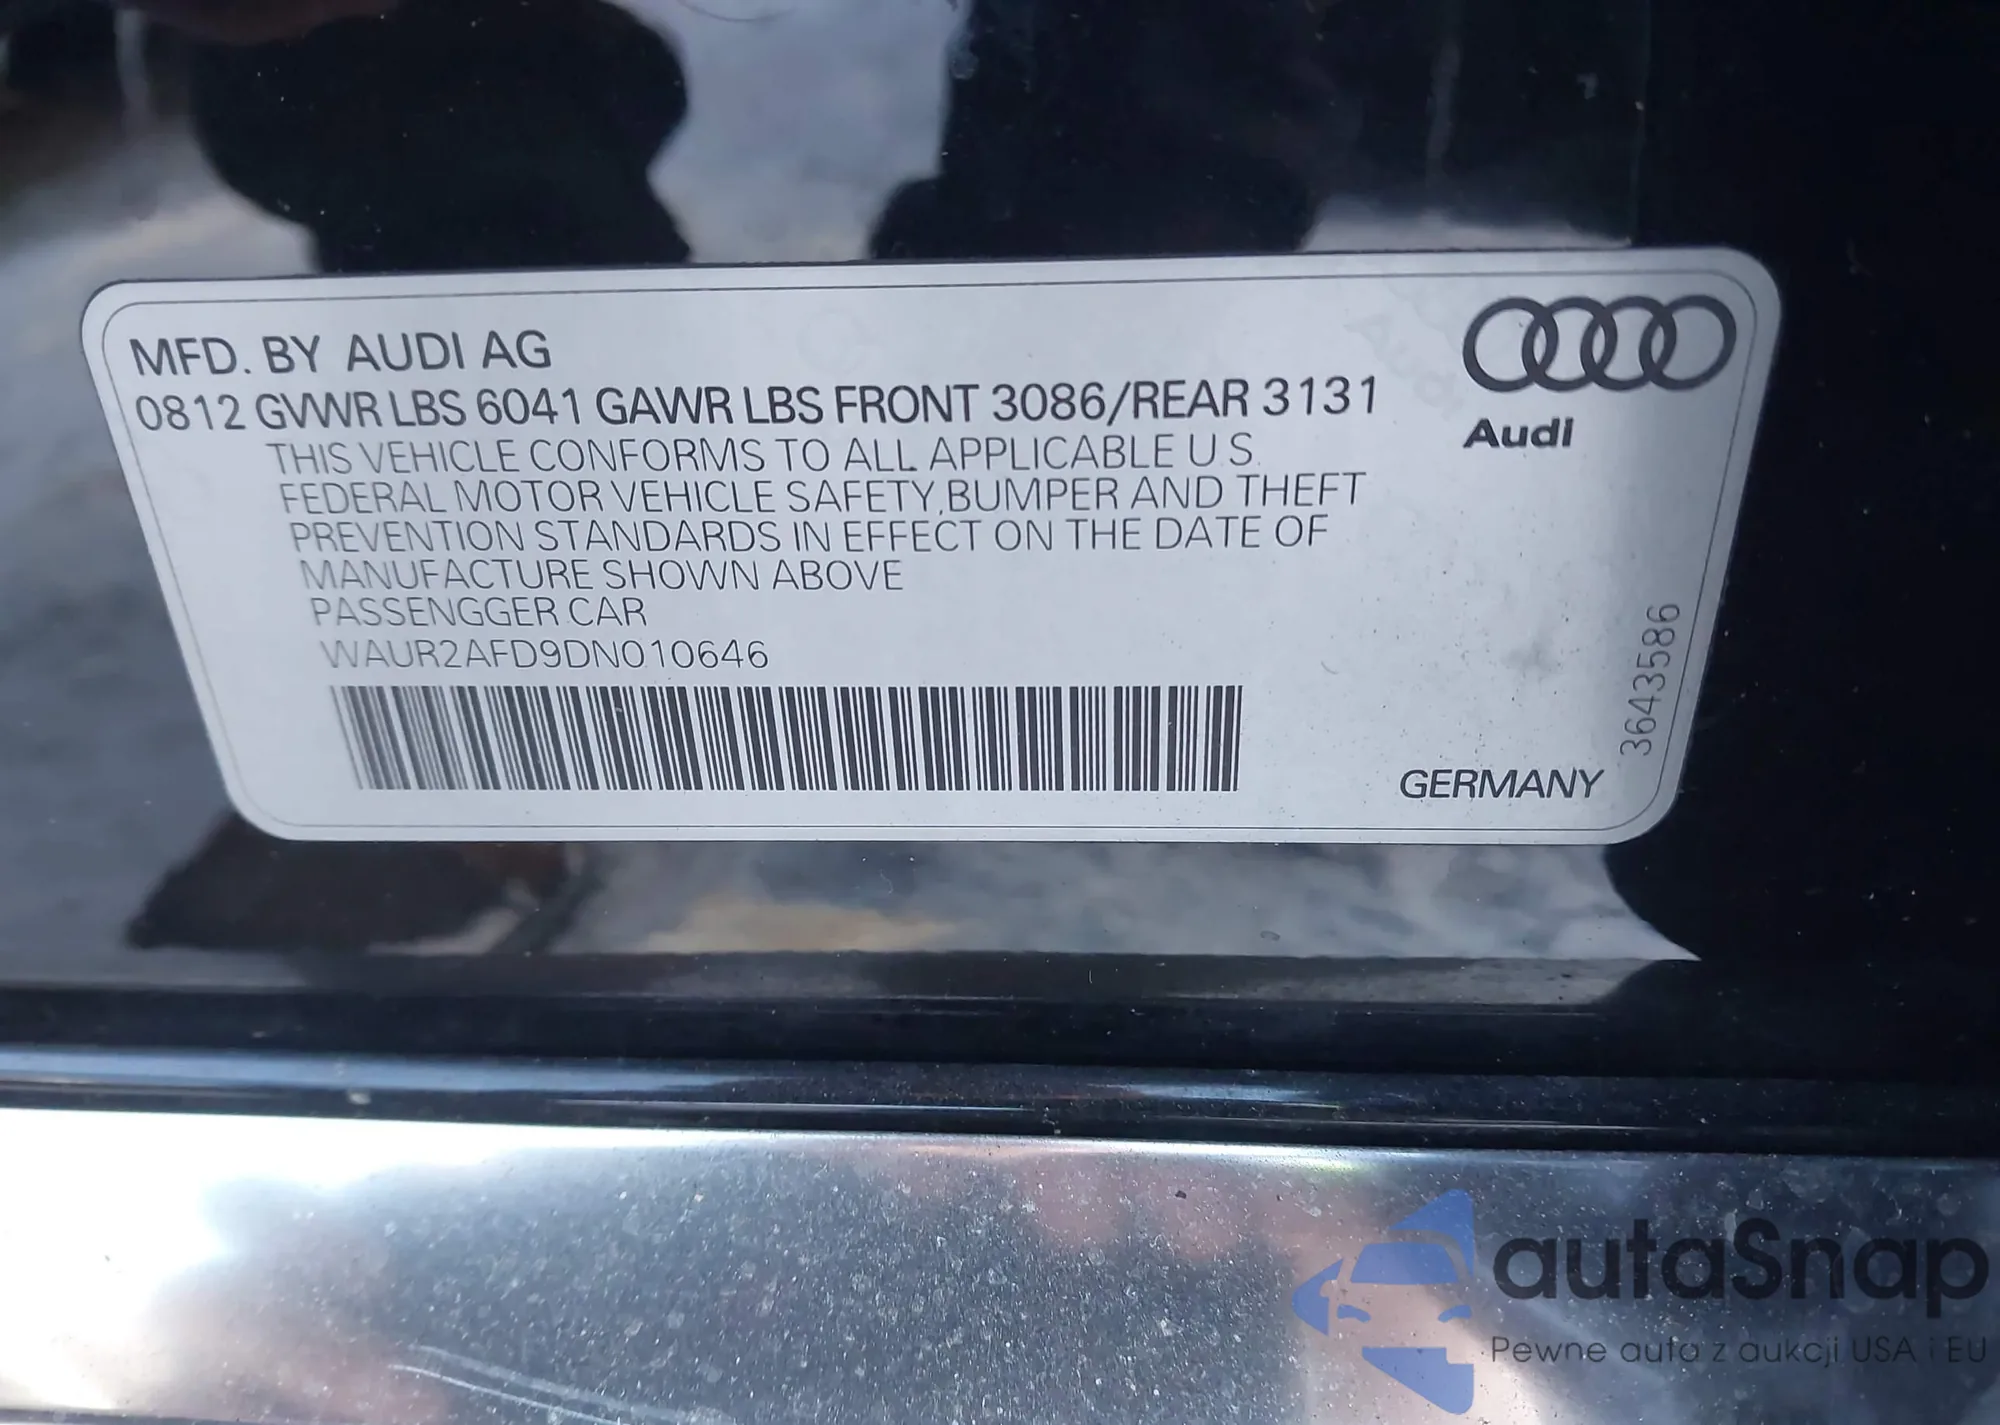 MFD. BY AUDI AG
0812 GVWR LBS 6041 GAWR LBS FRONT 3086/REAR 3131
THIS VEHICLE CONFORMS TO ALL APPLICABLE U.S.
FEDERAL MOTOR VEHICLE SAFETY,BUMPER AND THEFT
PREVENTION STANDARDS IN EFFECT ON THE DATE OF
MANUFACTURE SHOWN ABOVE
PASSENGGER CAR
WAUR2AFD9DN010646
Audi
GERMANY
3643586
autaSnap
Pewne auta z aukcji USA i EU